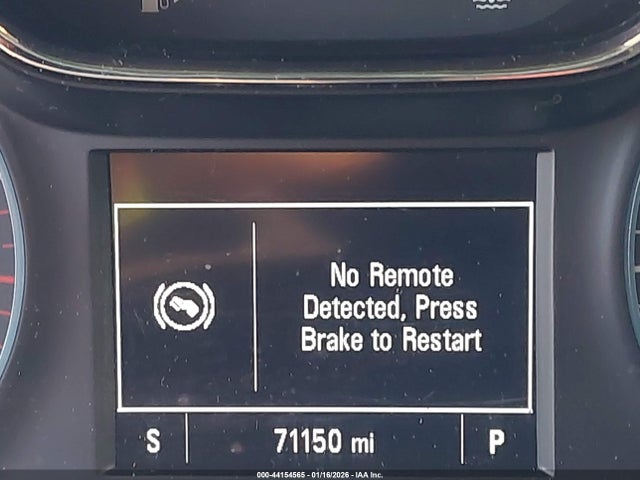 No Remote
Detected, Press
Brake to Restart
S 71150 mi P
000-44154565 - 01/16/2026 - IAA Inc.